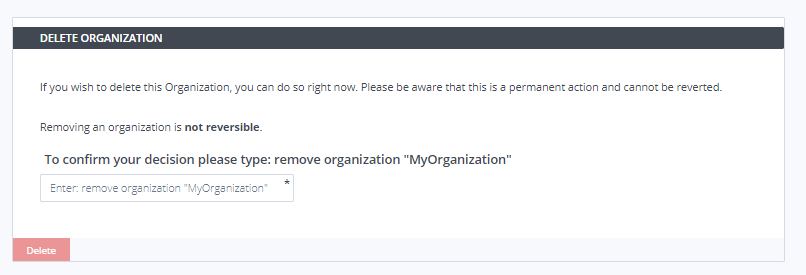 DELETE ORGANIZATION
If you wish to delete this Organization, you can do so right now. Please be aware that this is a permanent action and cannot be reverted.
Removing an organization is not reversible.
To confirm your decision please type: remove organization "MyOrganization"
Enter: remove organization "MyOrganization" *
Delete